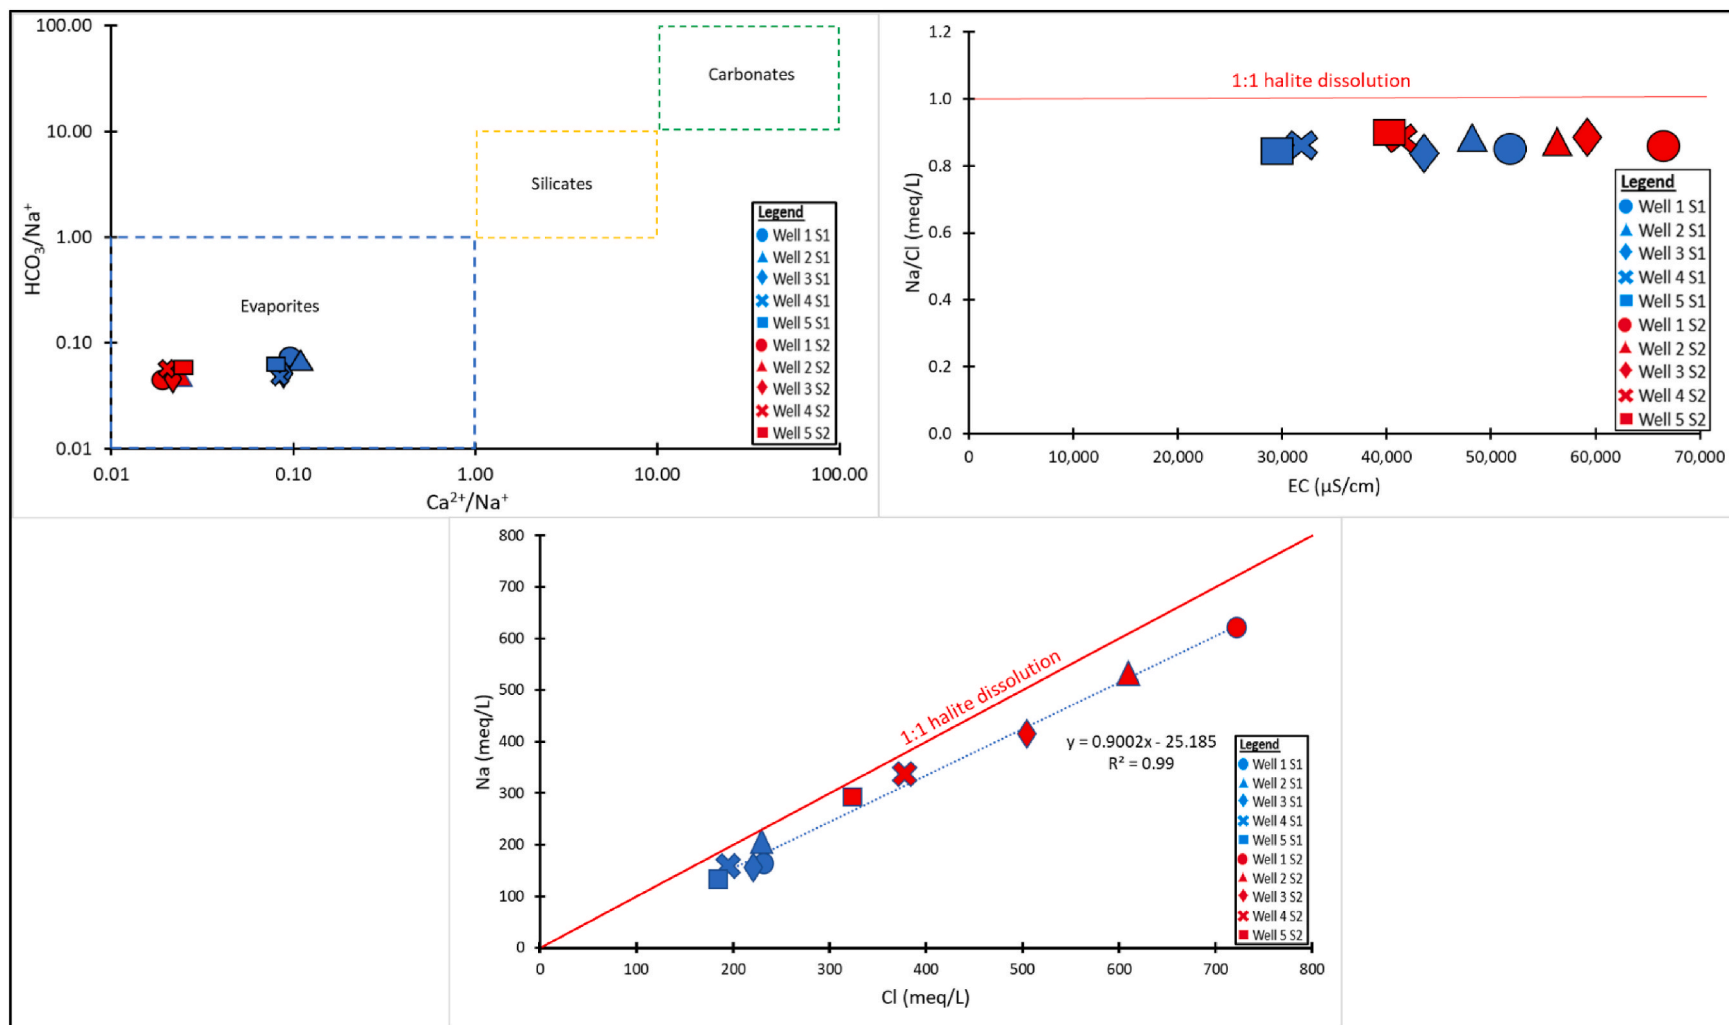 100.00
10.00
1.00
0.10
0.01
HCO₃/Na⁺
0.01
0.10
1.00
10.00
100.00
Ca²⁺/Na⁺
Carbonates
Silicates
Evaporites
Legend
Well 1 S1
Well 2 S1
Well 3 S1
Well 4 S1
Well 5 S1
Well 1 S2
Well 2 S2
Well 3 S2
Well 4 S2
Well 5 S2
1.2
1.0
0.8
0.6
0.4
0.2
0.0
Na/Cl (meq/L)
0
10,000
20,000
30,000
40,000
50,000
60,000
70,000
EC (µS/cm)
1:1 halite dissolution
Legend
Well 1 S1
Well 2 S1
Well 3 S1
Well 4 S1
Well 5 S1
Well 1 S2
Well 2 S2
Well 3 S2
Well 4 S2
Well 5 S2
800
700
600
500
400
300
200
100
0
Na (meq/L)
0
100
200
300
400
500
600
700
800
Cl (meq/L)
1:1 halite dissolution
y = 0.9002x - 25.185
R² = 0.99
Legend
Well 1 S1
Well 2 S1
Well 3 S1
Well 4 S1
Well 5 S1
Well 1 S2
Well 2 S2
Well 3 S2
Well 4 S2
Well 5 S2